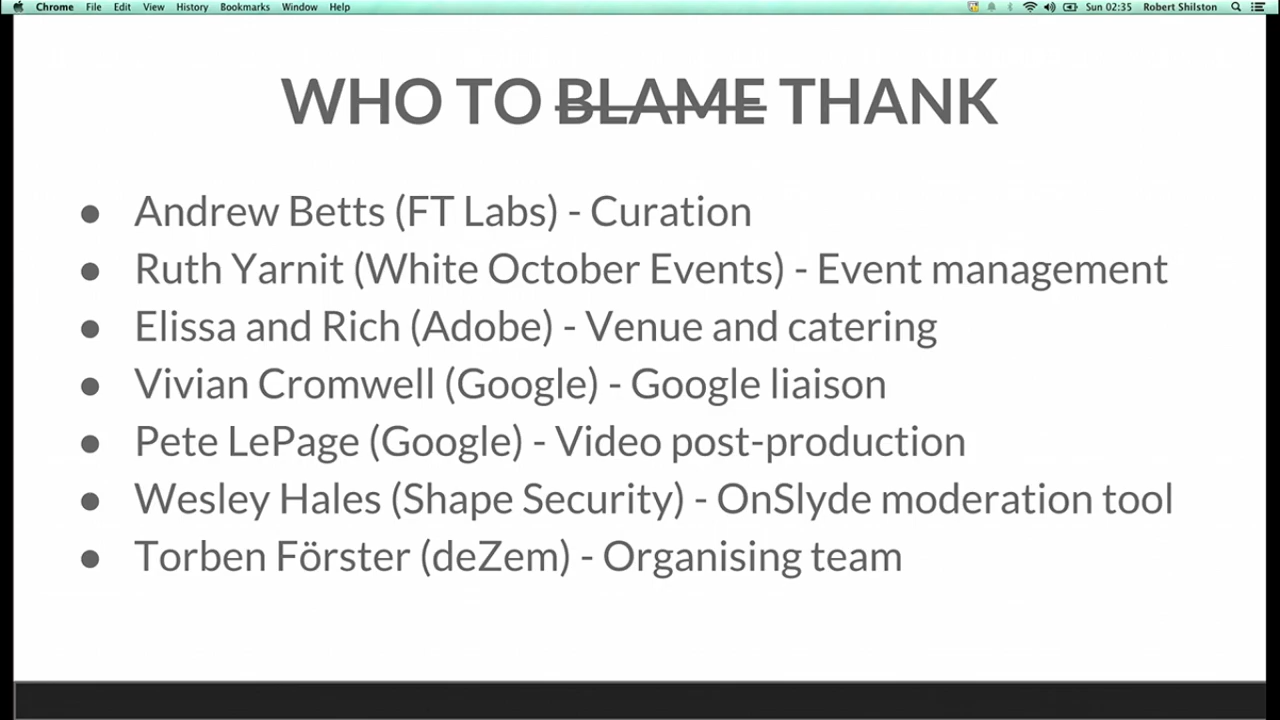 Chrome File Edit View History Bookmarks Window Help Sun 02:35 Robert Shilston
WHO TO BLAME THANK
● Andrew Betts (FT Labs) - Curation
● Ruth Yarnit (White October Events) - Event management
● Elissa and Rich (Adobe) - Venue and catering
● Vivian Cromwell (Google) - Google liaison
● Pete LePage (Google) - Video post-production
● Wesley Hales (Shape Security) - OnSlyde moderation tool
● Torben Förster (deZem) - Organising team